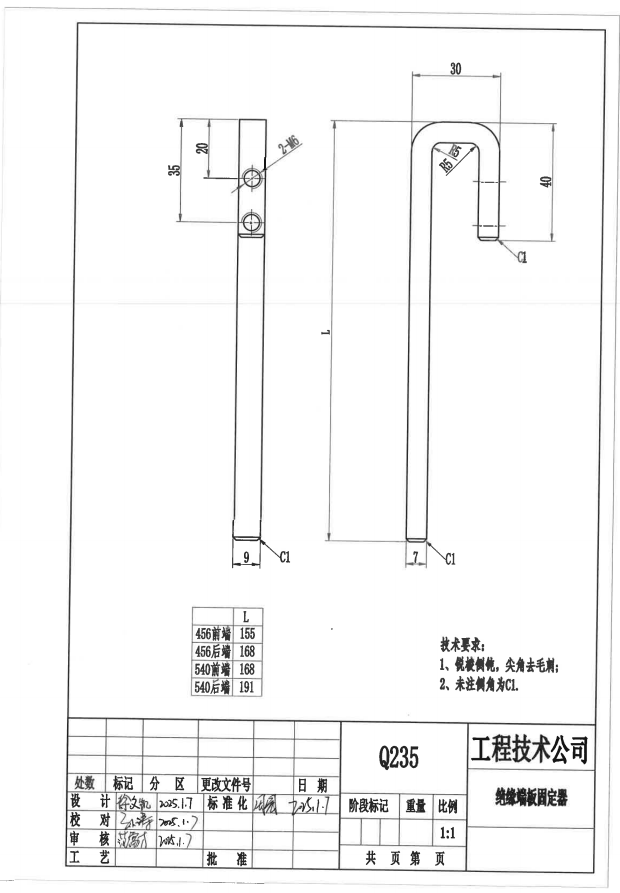 30
20
35
2-M6
R5
R5
40
C1
L
9
C1
7
C1
L
456前端 155
456后端 168
540前端 168
540后端 191
技术要求：
1、锐棱倒钝，尖角去毛刺；
2、未注倒角为C1.
Q235
工程技术公司
绝缘端板固定器
处数 标记 分 区 更改文件号 日 期
设 计 2025.1.7 标 准 化 2025.1.7
校 对 2025.1.7
审 核 2025.1.7
工 艺 批 准
阶段标记 重量 比例
1:1
共 页 第 页